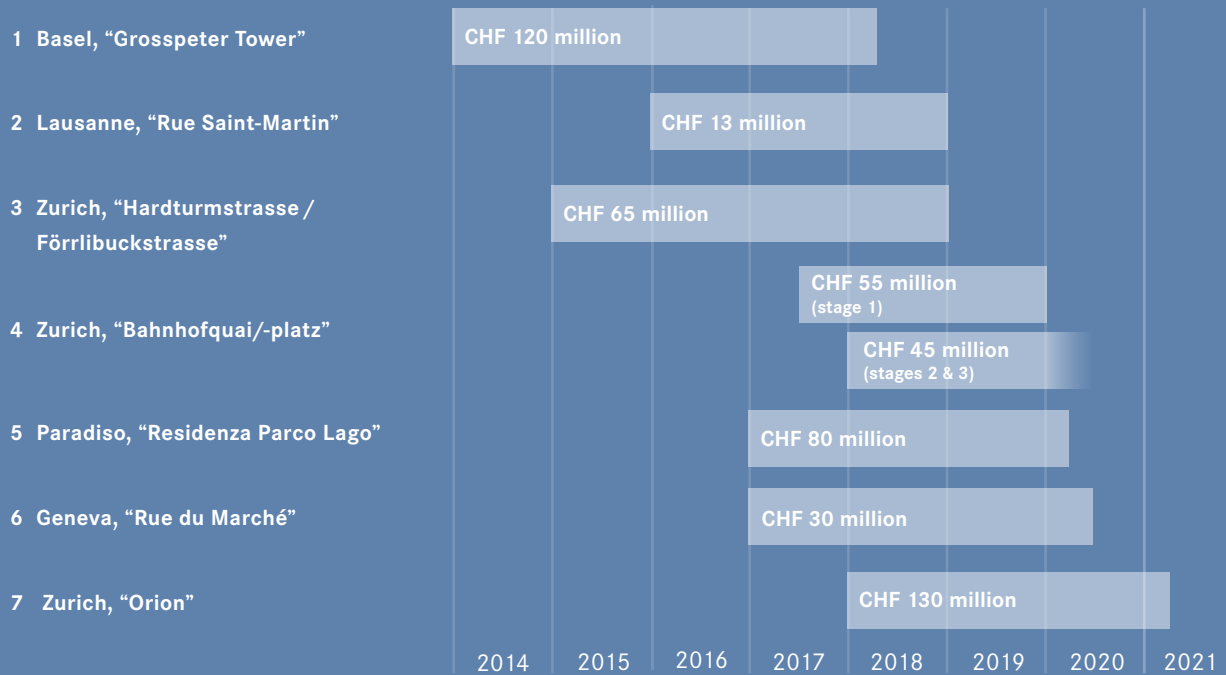 1 Basel, “Grosspeter Tower”
CHF 120 million
2 Lausanne, “Rue Saint-Martin”
CHF 13 million
3 Zurich, “Hardturmstrasse /
Förrlibuckstrasse”
CHF 65 million
4 Zurich, “Bahnhofquai/-platz”
CHF 55 million
(stage 1)
CHF 45 million
(stages 2 & 3)
5 Paradiso, “Residenza Parco Lago”
CHF 80 million
6 Geneva, “Rue du Marché”
CHF 30 million
7 Zurich, “Orion”
CHF 130 million
2014 2015 2016 2017 2018 2019 2020 2021